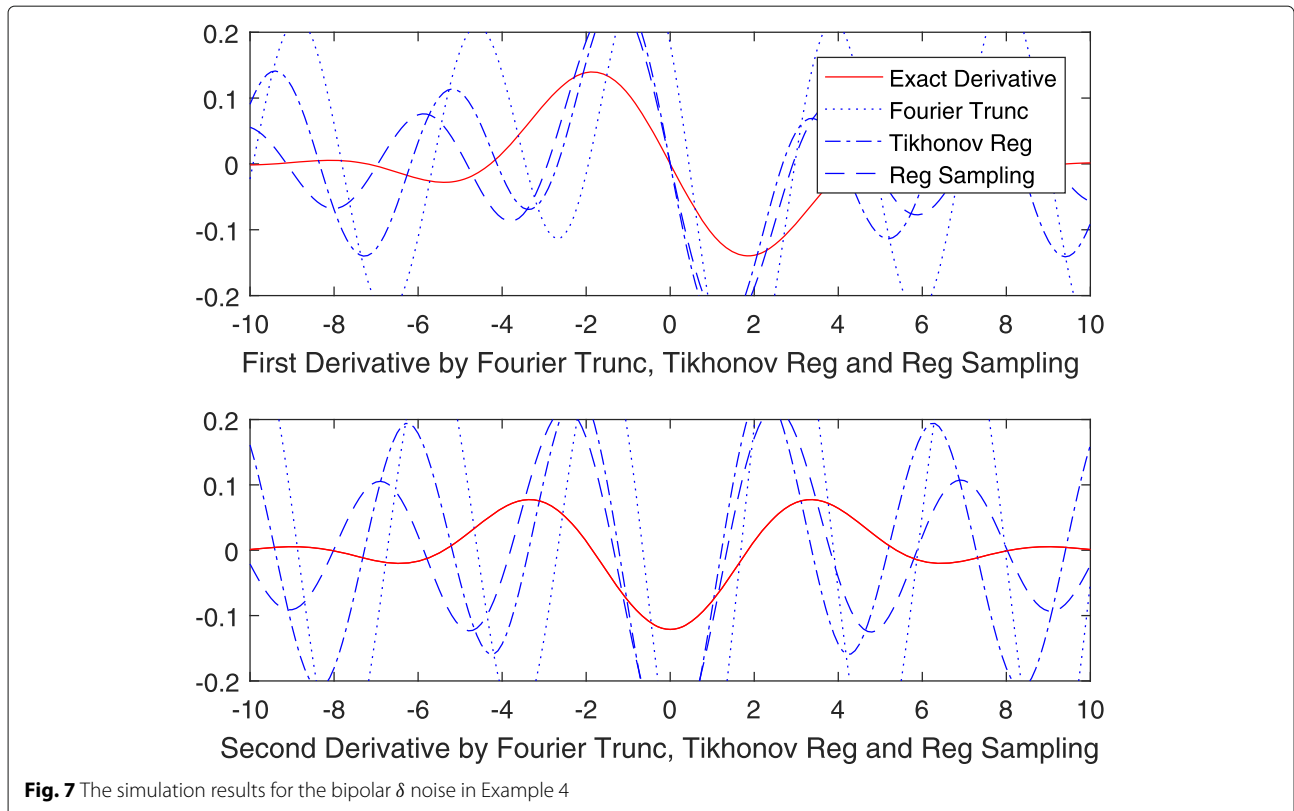 0.2
0.1
0
-0.1
-0.2
Exact Derivative
Fourier Trunc
Tikhonov Reg
Reg Sampling
-10 -8 -6 -4 -2 0 2 4 6 8 10
First Derivative by Fourier Trunc, Tikhonov Reg and Reg Sampling
0.2
0.1
0
-0.1
-0.2
-10 -8 -6 -4 -2 0 2 4 6 8 10
Second Derivative by Fourier Trunc, Tikhonov Reg and Reg Sampling
Fig. 7 The simulation results for the bipolar δ noise in Example 4